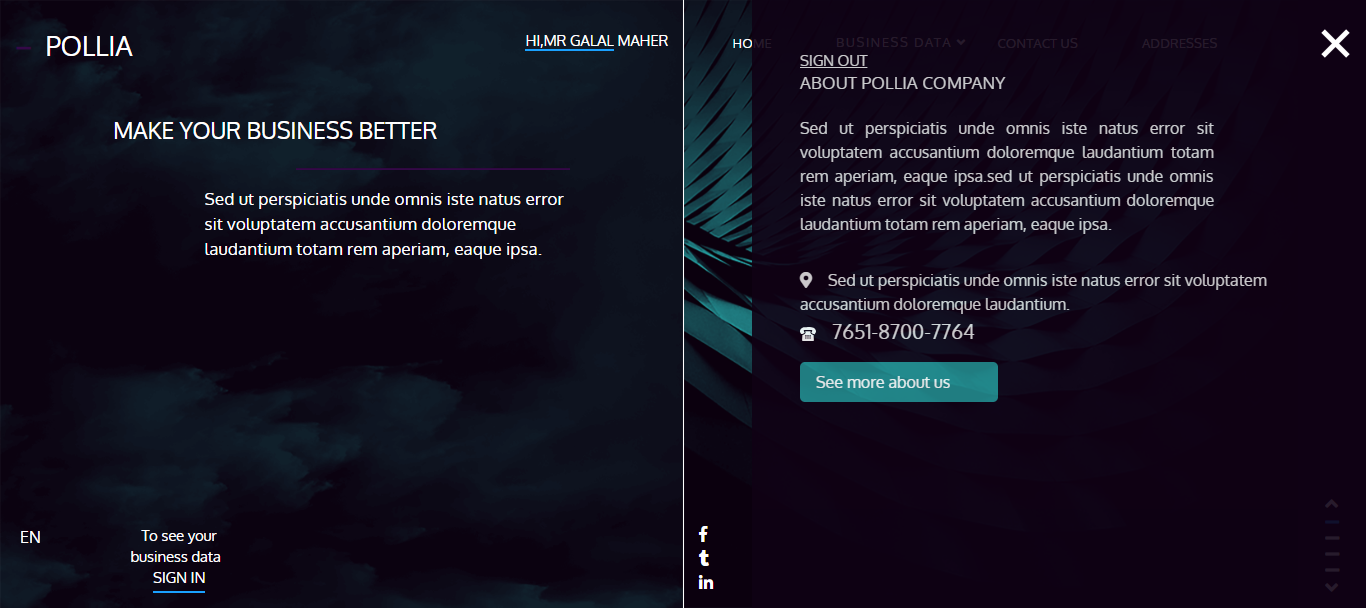 POLLIA
HI,MR GALAL MAHER
MAKE YOUR BUSINESS BETTER
Sed ut perspiciatis unde omnis iste natus error
sit voluptatem accusantium doloremque
laudantium totam rem aperiam, eaque ipsa.
EN
To see your
business data
SIGN IN
HOME
BUSINESS DATA
CONTACT US
ADDRESSES
SIGN OUT
ABOUT POLLIA COMPANY
Sed ut perspiciatis unde omnis iste natus error sit
voluptatem accusantium doloremque laudantium totam
rem aperiam, eaque ipsa.sed ut perspiciatis unde omnis
iste natus error sit voluptatem accusantium doloremque
laudantium totam rem aperiam, eaque ipsa.
Sed ut perspiciatis unde omnis iste natus error sit voluptatem
accusantium doloremque laudantium.
7651-8700-7764
See more about us